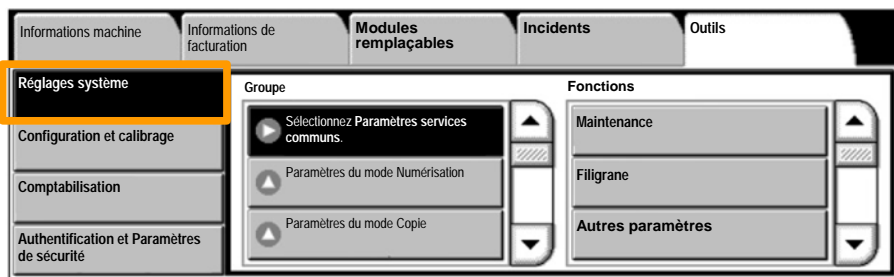 Informations machine
Informations de
facturation
Modules
remplaçables
Incidents
Outils
Réglages système
Configuration et calibrage
Comptabilisation
Authentification et Paramètres
de sécurité
Groupe
Sélectionnez Paramètres services
communs.
Paramètres du mode Numérisation
Paramètres du mode Copie
Fonctions
Maintenance
Filigrane
Autres paramètres